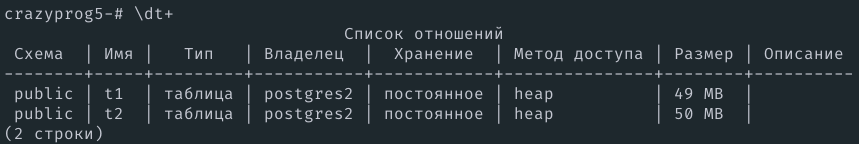 crazyprog5-# \dt+
Список отношений
Схема | Имя | Тип | Владелец | Хранение | Метод доступа | Размер | Описание
--------+-----+---------+-----------+------------+---------------+--------+----------
public | t1 | таблица | postgres2 | постоянное | heap | 49 MB |
public | t2 | таблица | postgres2 | постоянное | heap | 50 MB |
(2 строки)